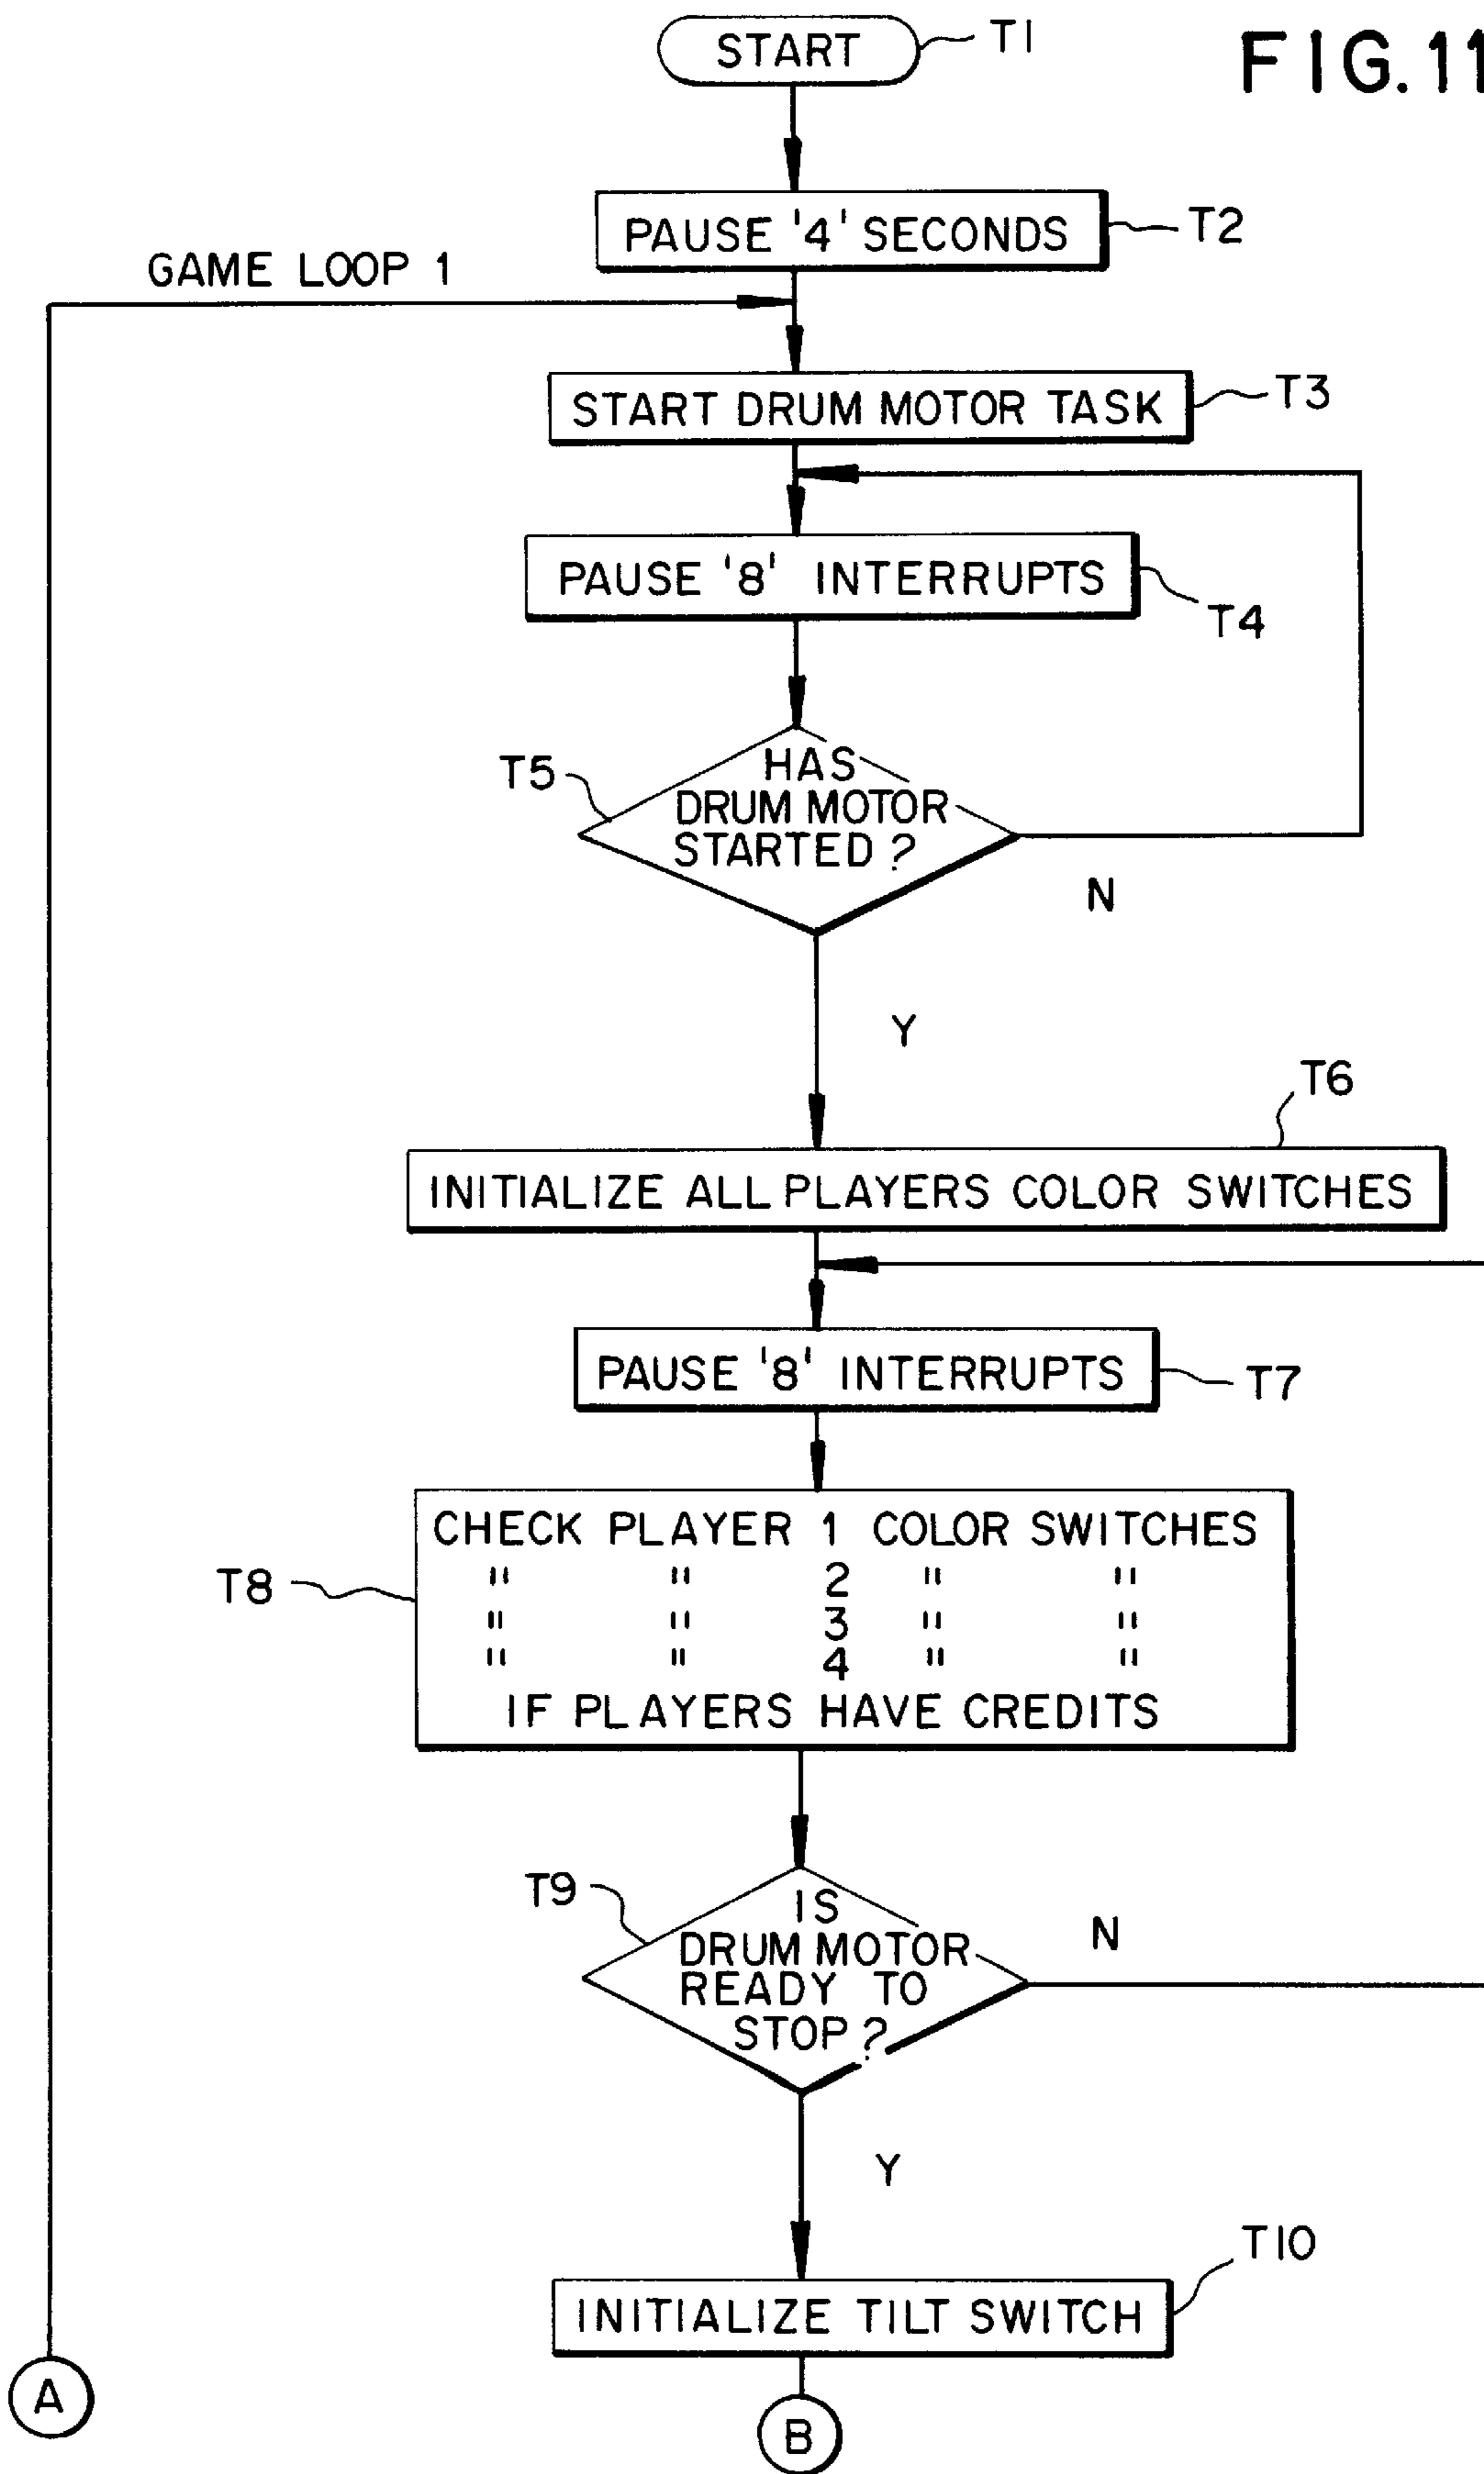 START
T1
FIG.11
PAUSE '4' SECONDS
T2
GAME LOOP 1
START DRUM MOTOR TASK
T3
PAUSE '8' INTERRUPTS
T4
T5
HAS
DRUM MOTOR
STARTED?
N
Y
T6
INITIALIZE ALL PLAYERS COLOR SWITCHES
PAUSE '8' INTERRUPTS
T7
T8
CHECK PLAYER 1 COLOR SWITCHES
" " 2 " "
" " 3 " "
" " 4 " "
IF PLAYERS HAVE CREDITS
T9
IS
DRUM MOTOR
READY TO
STOP?
N
Y
T10
INITIALIZE TILT SWITCH
A
B